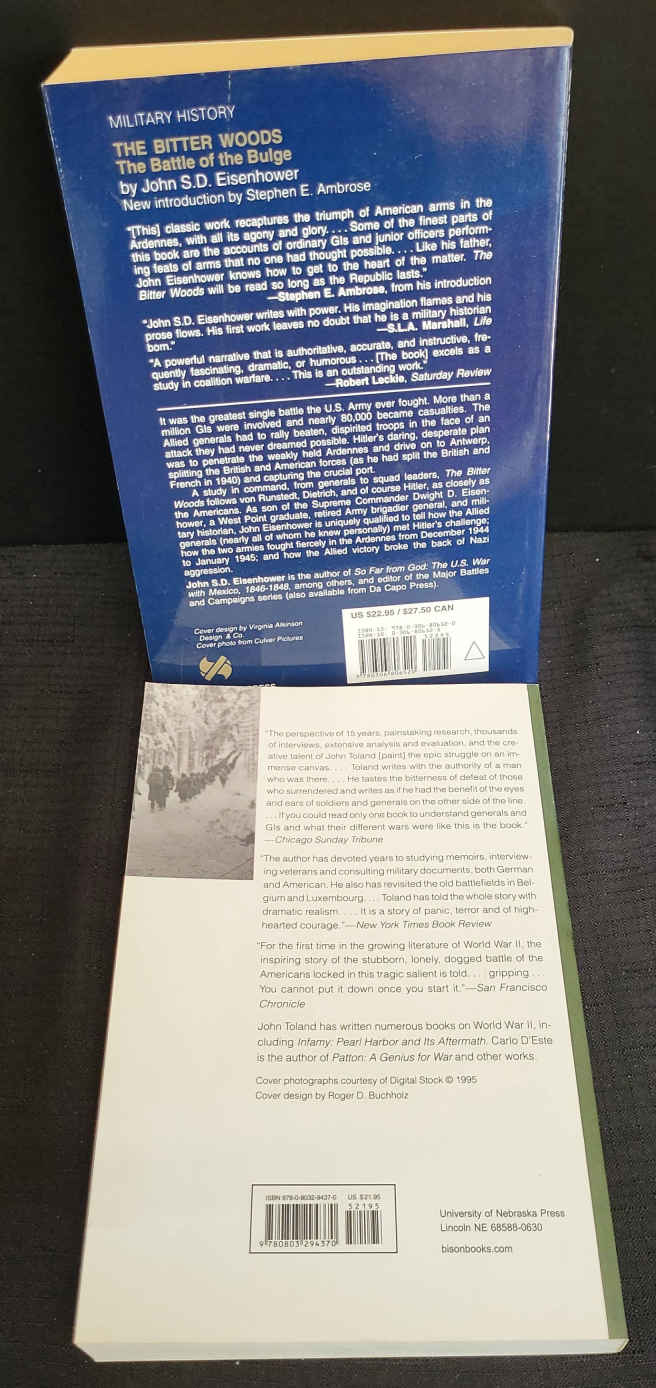 MILITARY HISTORY
THE BITTER WOODS
The Battle of the Bulge
by John S.D. Eisenhower
New introduction by Stephen E. Ambrose
"[This] classic work recaptures the triumph of American arms in the
Ardennes, with all its agony and glory. . . . Some of the finest parts of
this book are the accounts of ordinary GIs and junior officers perform-
ing feats of arms that no one had thought possible. . . . Like his father,
John Eisenhower knows how to get to the heart of the matter. The
Bitter Woods will be read so long as the Republic lasts."
—Stephen E. Ambrose, from his introduction
"John S.D. Eisenhower writes with power. His imagination flames and his
prose flows. His first work leaves no doubt that he is a military historian
born."
—S.L.A. Marshall, Life
"A powerful narrative that is authoritative, accurate, and instructive, fre-
quently fascinating, dramatic, or humorous . . . [The book] excels as a
study in coalition warfare. . . . This is an outstanding work."
—Robert Leckie, Saturday Review
It was the greatest single battle the U.S. Army ever fought. More than a
million GIs were involved and nearly 80,000 became casualties. The
Allied generals had to rally beaten, dispirited troops in the face of an
attack they had never dreamed possible. Hitler's daring, desperate plan
was to penetrate the weakly held Ardennes and drive on to Antwerp,
splitting the British and American forces (as he had split the British and
French in 1940) and capturing the crucial port.
A study in command, from generals to squad leaders, The Bitter
Woods follows von Runstedt, Dietrich, and of course Hitler, as closely as
the Americans. As son of the Supreme Commander Dwight D. Eisen-
hower, a West Point graduate, retired Army brigadier general, and mili-
tary historian, John Eisenhower is uniquely qualified to tell how the Allied
generals (nearly all of whom he knew personally) met Hitler's challenge;
how the two armies fought fiercely in the Ardennes from December 1944
to January 1945; and how the Allied victory broke the back of Nazi
aggression.
John S.D. Eisenhower is the author of So Far from God: The U.S. War
with Mexico, 1846-1848, among others, and editor of the Major Battles
and Campaigns series (also available from Da Capo Press).
US $22.95 / $27.50 CAN
ISBN-13: 978-0-306-80652-0
ISBN-10: 0-306-80652-5
52295
9 780306 806520
Cover design by Virginia Atkinson
Design & Co.
Cover photo from Culver Pictures
"The perspective of 15 years, painstaking research, thousands
of interviews, extensive analysis and evaluation, and the cre-
ative talent of John Toland [paint] the epic struggle on an im-
mense canvas. . . . Toland writes with the authority of a man
who was there. . . . He tastes the bitterness of defeat of those
who surrendered and writes as if he had the benefit of the eyes
and ears of soldiers and generals on the other side of the line.
. . . If you could read only one book to understand generals and
GIs and what their different wars were like this is the book."
—Chicago Sunday Tribune
"The author has devoted years to studying memoirs, interview-
ing veterans and consulting military documents, both German
and American. He also has revisited the old battlefields in Bel-
gium and Luxembourg. . . . Toland has told the whole story with
dramatic realism. . . . It is a story of panic, terror and of high-
hearted courage."—New York Times Book Review
"For the first time in the growing literature of World War II, the
inspiring story of the stubborn, lonely, dogged battle of the
Americans locked in this tragic salient is told. . . . gripping. . . .
You cannot put it down once you start it."—San Francisco
Chronicle
John Toland has written numerous books on World War II, in-
cluding Infamy: Pearl Harbor and Its Aftermath. Carlo D'Este
is the author of Patton: A Genius for War and other works.
Cover photographs courtesy of Digital Stock © 1995
Cover design by Roger D. Buchholz
ISBN 978-0-8032-9437-0 US $21.95
52195
9 780803 294370
University of Nebraska Press
Lincoln NE 68588-0630
bisonbooks.com